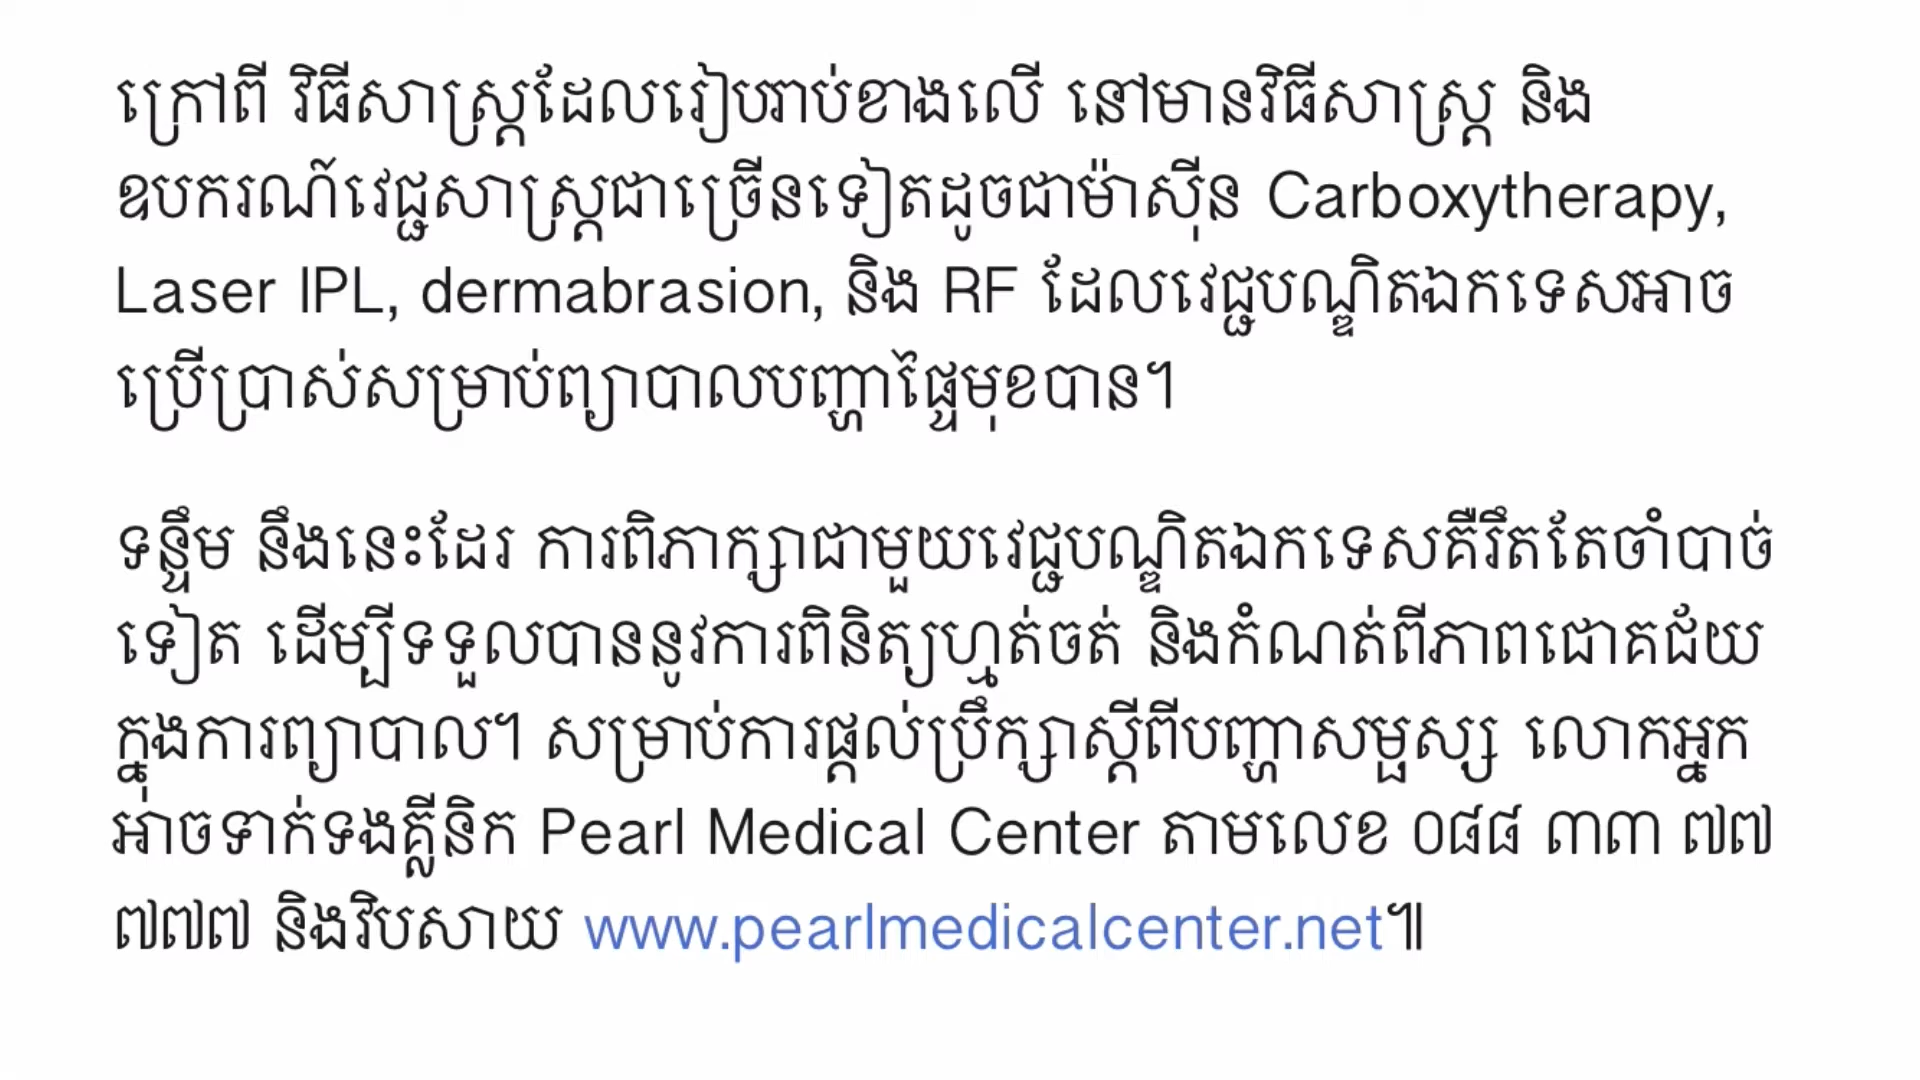 ក្រៅពី វិធីសាស្ត្រដែលរៀបរាប់ខាងលើ នៅមានវិធីសាស្ត្រ និង
ឧបករណ៍វេជ្ជសាស្ត្រជាច្រើនទៀតដូចជាម៉ាស៊ីន Carboxytherapy,
Laser IPL, dermabrasion, និង RF ដែលវេជ្ជបណ្ឌិតឯកទេសអាច
ប្រើប្រាស់សម្រាប់ព្យាបាលបញ្ហាផ្ទៃមុខបាន។
ទន្ទឹម នឹងនេះដែរ ការពិភាក្សាជាមួយវេជ្ជបណ្ឌិតឯកទេសគឺរឹតតែចាំបាច់
ទៀត ដើម្បីទទួលបាននូវការពិនិត្យហ្មត់ចត់ និងកំណត់ពីភាពជោគជ័យ
ក្នុងការព្យាបាល។ សម្រាប់ការផ្តល់ប្រឹក្សាស្តីពីបញ្ហាសម្ផស្ស លោកអ្នក
អាចទាក់ទងគ្លីនិក Pearl Medical Center តាមលេខ ០៨៨ ៣៣ ៧៧
៧៧៧ និងវិបសាយ www.pearlmedicalcenter.net៕